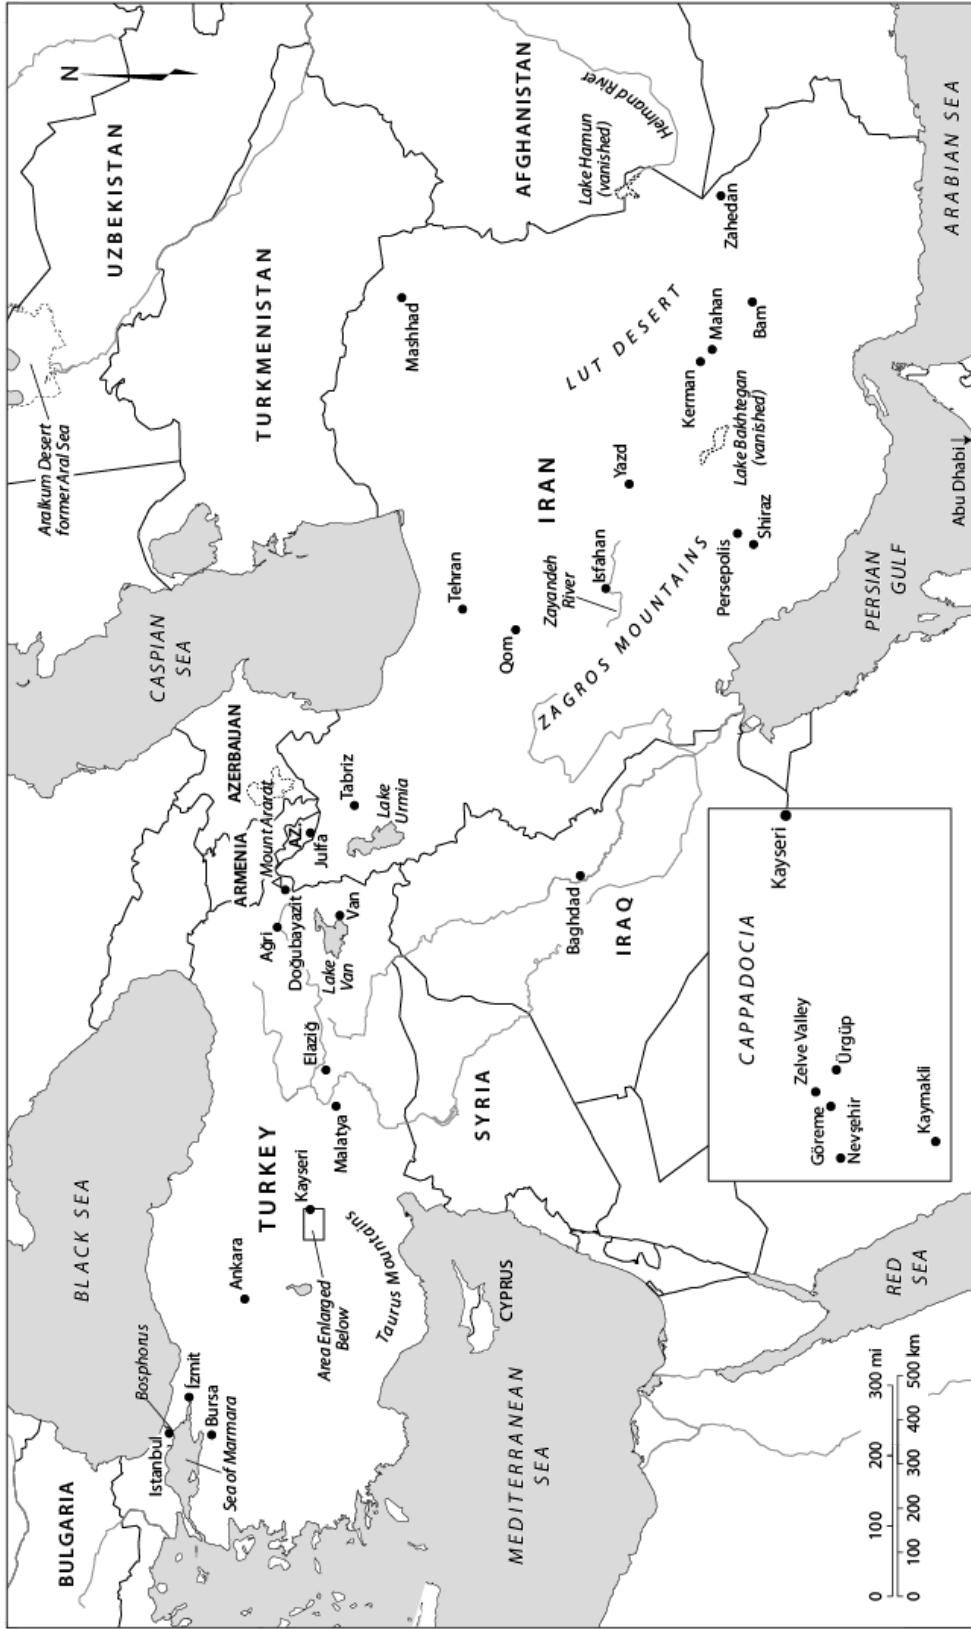 BULGARIA
BLACK SEA
Bosphorus
Istanbul
İzmit
Bursa
Sea of Marmara
Ankara
TURKEY
Kayseri
Area Enlarged
Below
Taurus Mountains
Malatya
Elaziğ
Ağri
Doğubayazit
Lake
Van
Van
ARMENIA
Mount Ararat
AZERBAIJAN
AZ.
Julfa
Tabriz
Lake
Urmia
CASPIAN
SEA
Aralkum Desert
former Aral Sea
UZBEKISTAN
N
TURKMENISTAN
Mashhad
AFGHANISTAN
Helmand River
Lake Hamun
(vanished)
Tehran
Qom
IRAN
Zayandeh
River
Isfahan
Yazd
LUT DESERT
ZAGROS MOUNTAINS
Kerman
Mahan
Bam
Zahedan
Lake Bakhtegan
(vanished)
Persepolis
Shiraz
PERSIAN
GULF
Abu Dhabi
ARABIAN SEA
MEDITERRANEAN
SEA
CYPRUS
SYRIA
Baghdad
IRAQ
RED
SEA
CAPPADOCIA
Kayseri
Zelve Valley
Göreme
Ürgüp
Nevşehir
Kaymakli
0 100 200 300 mi
0 100 200 300 400 500 km